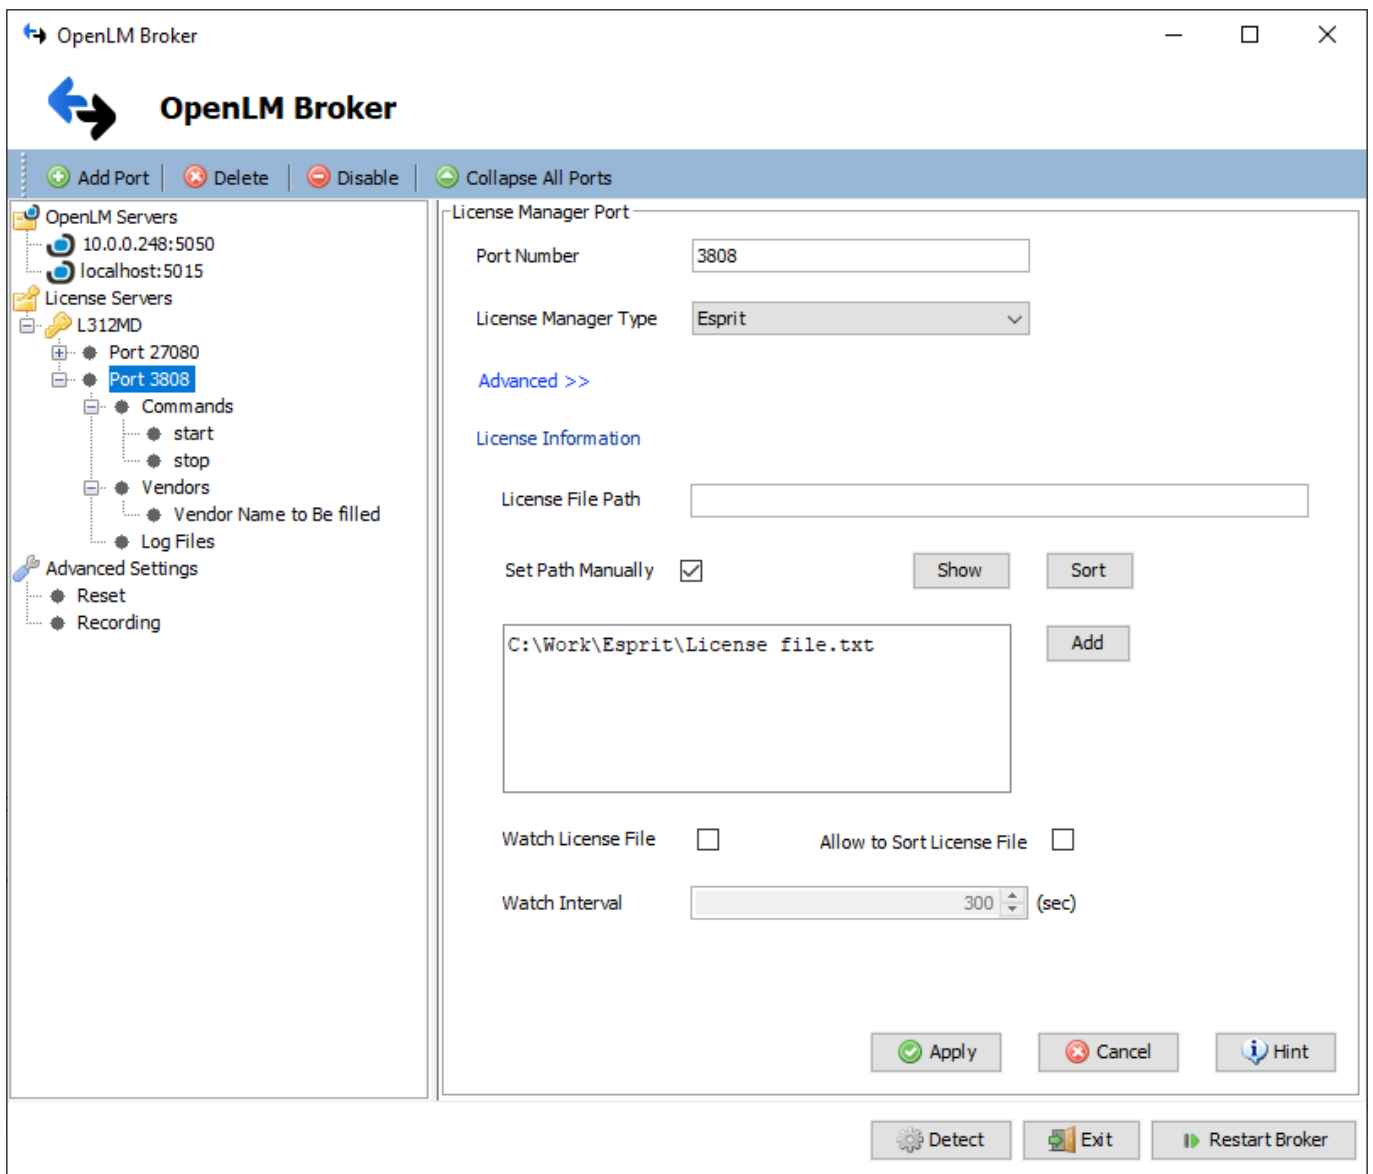 OpenLM Broker
OpenLM Broker
Add Port Delete Disable Collapse All Ports
OpenLM Servers
10.0.0.248:5050
localhost:5015
License Servers
L312MD
Port 27080
Port 3808
Commands
start
stop
Vendors
Vendor Name to Be filled
Log Files
Advanced Settings
Reset
Recording
License Manager Port
Port Number 3808
License Manager Type Esprit
Advanced >>
License Information
License File Path
Set Path Manually Show Sort
C:\Work\Esprit\License file.txt Add
Watch License File Allow to Sort License File
Watch Interval 300 (sec)
Apply Cancel Hint
Detect Exit Restart Broker